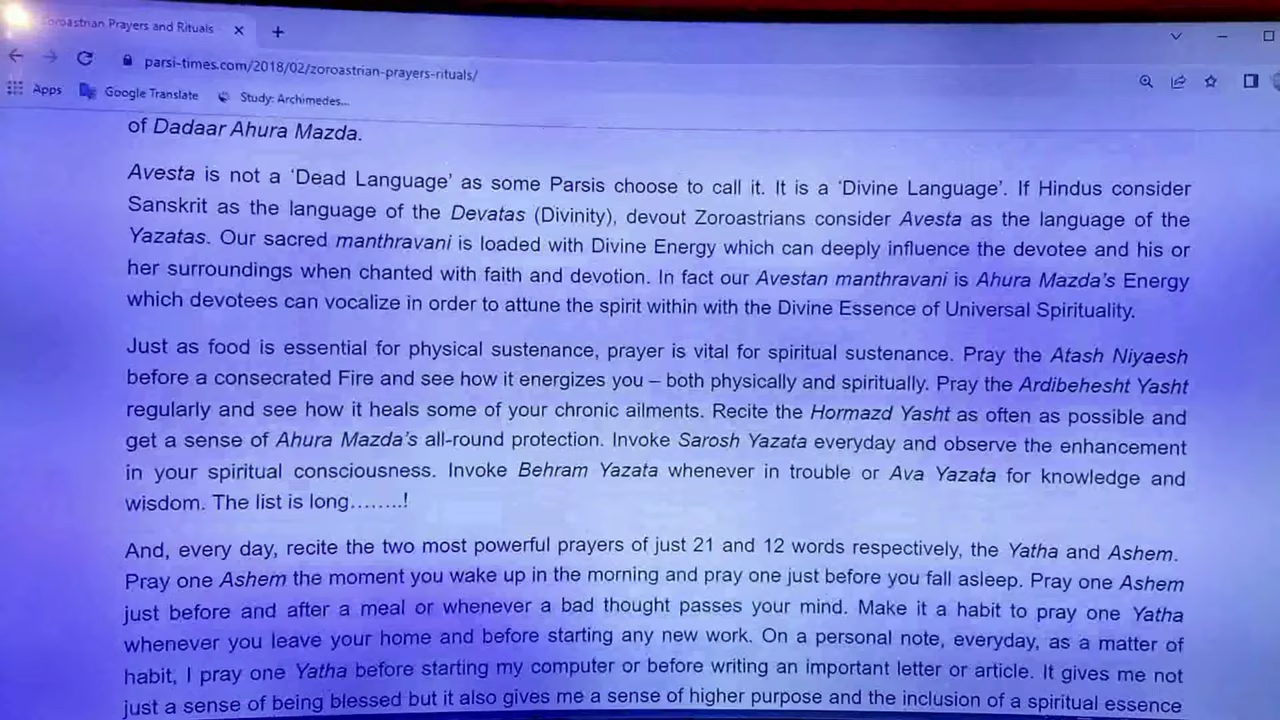 Zoroastrian Prayers and Rituals
parsi-times.com/2018/02/zoroastrian-prayers-rituals/
Apps Google Translate Study: Archimedes...
of Dadaar Ahura Mazda.
Avesta is not a ‘Dead Language’ as some Parsis choose to call it. It is a ‘Divine Language’. If Hindus consider
Sanskrit as the language of the Devatas (Divinity), devout Zoroastrians consider Avesta as the language of the
Yazatas. Our sacred manthravani is loaded with Divine Energy which can deeply influence the devotee and his or
her surroundings when chanted with faith and devotion. In fact our Avestan manthravani is Ahura Mazda’s Energy
which devotees can vocalize in order to attune the spirit within with the Divine Essence of Universal Spirituality.
Just as food is essential for physical sustenance, prayer is vital for spiritual sustenance. Pray the Atash Niyaesh
before a consecrated Fire and see how it energizes you – both physically and spiritually. Pray the Ardibehesht Yasht
regularly and see how it heals some of your chronic ailments. Recite the Hormazd Yasht as often as possible and
get a sense of Ahura Mazda’s all-round protection. Invoke Sarosh Yazata everyday and observe the enhancement
in your spiritual consciousness. Invoke Behram Yazata whenever in trouble or Ava Yazata for knowledge and
wisdom. The list is long........!
And, every day, recite the two most powerful prayers of just 21 and 12 words respectively, the Yatha and Ashem.
Pray one Ashem the moment you wake up in the morning and pray one just before you fall asleep. Pray one Ashem
just before and after a meal or whenever a bad thought passes your mind. Make it a habit to pray one Yatha
whenever you leave your home and before starting any new work. On a personal note, everyday, as a matter of
habit, I pray one Yatha before starting my computer or before writing an important letter or article. It gives me not
just a sense of being blessed but it also gives me a sense of higher purpose and the inclusion of a spiritual essence